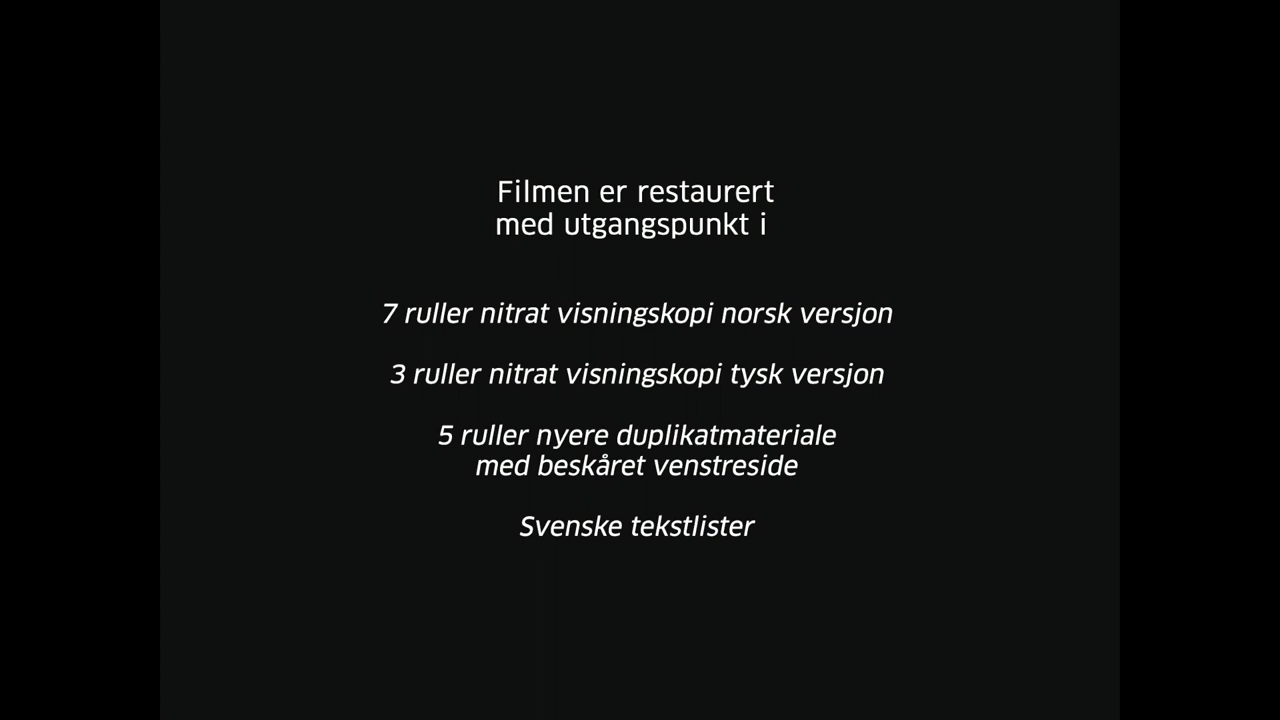 Filmen er restaurert
med utgangspunkt i
7 ruller nitrat visningskopi norsk versjon
3 ruller nitrat visningskopi tysk versjon
5 ruller nyere duplikatmateriale
med beskåret venstreside
Svenske tekstlister